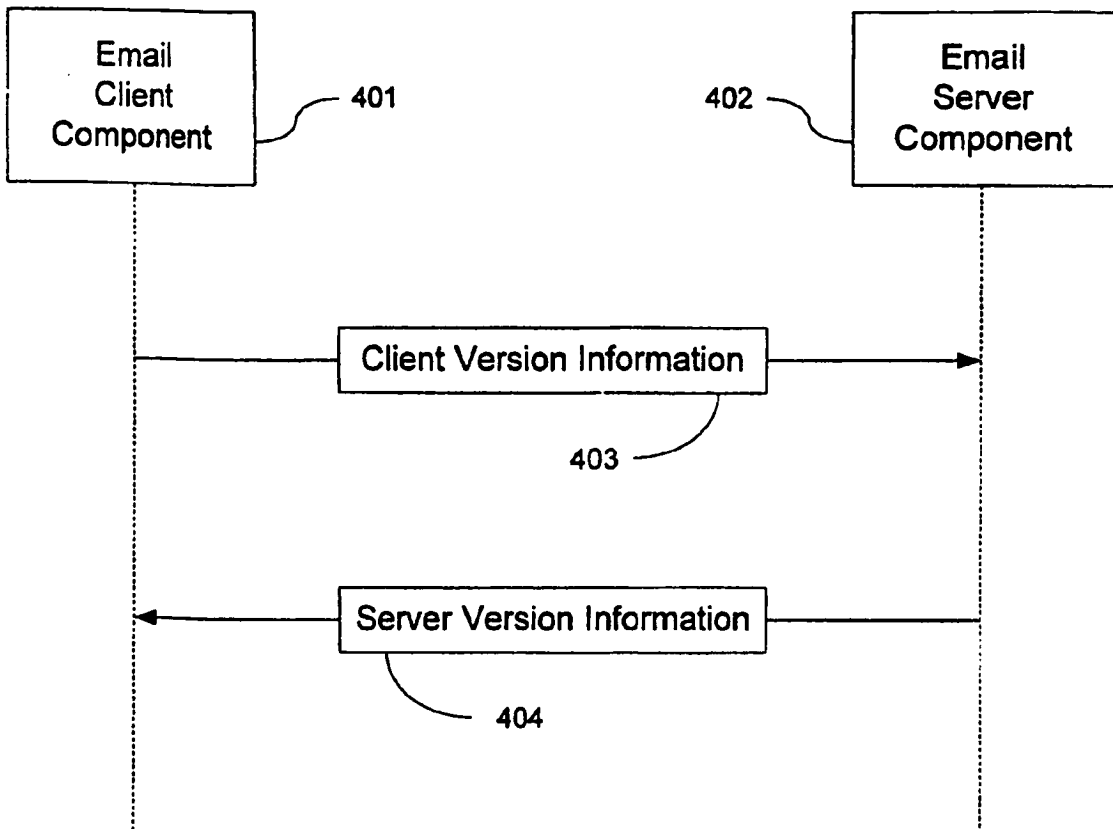 Email
Client
Component
401
402
Email
Server
Component
Client Version Information
403
Server Version Information
404